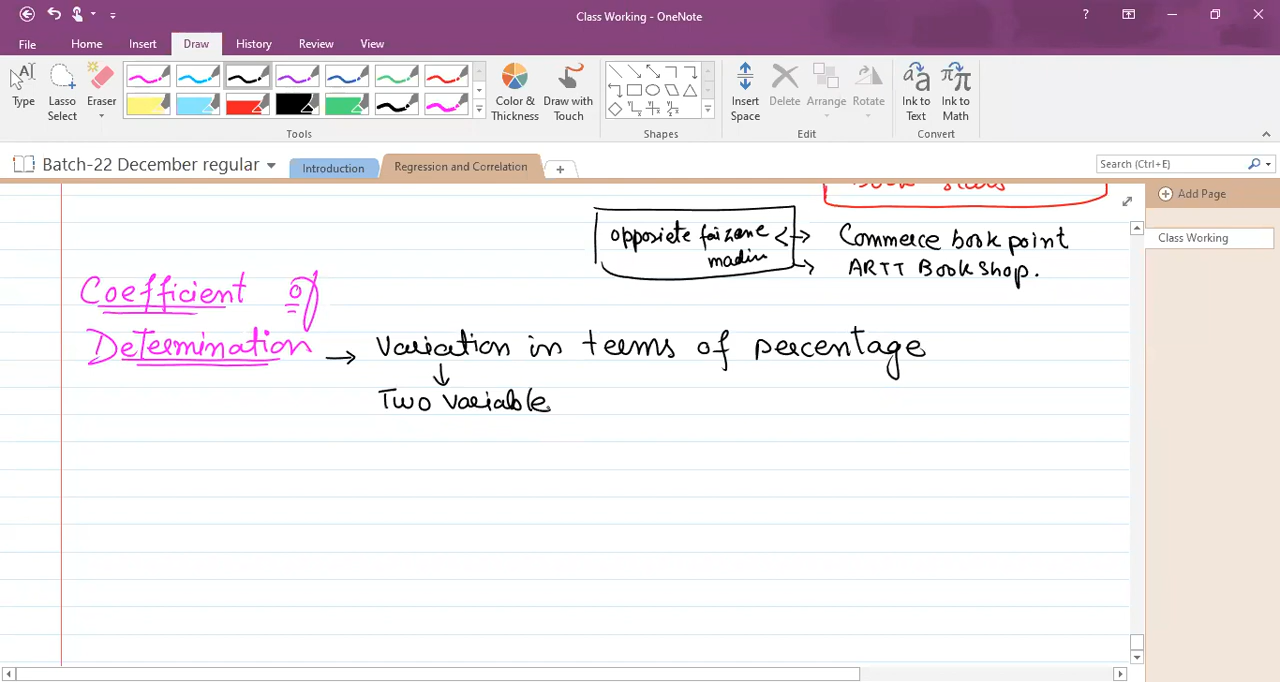 Class Working - OneNote
?
File Home Insert Draw History Review View
Type
Lasso Select
Eraser
Color & Thickness
Draw with Touch
Insert Space
Delete
Arrange
Rotate
Ink to Text
Ink to Math
Tools
Shapes
Edit
Convert
Batch-22 December regular
Introduction
Regression and Correlation
Search (Ctrl+E)
Add Page
Class Working
Book
opposiete faizane
madin
Commerce book point
ARTT Book Shop.
Coefficient of
Determination → Variation in terms of percentage
Two Variable